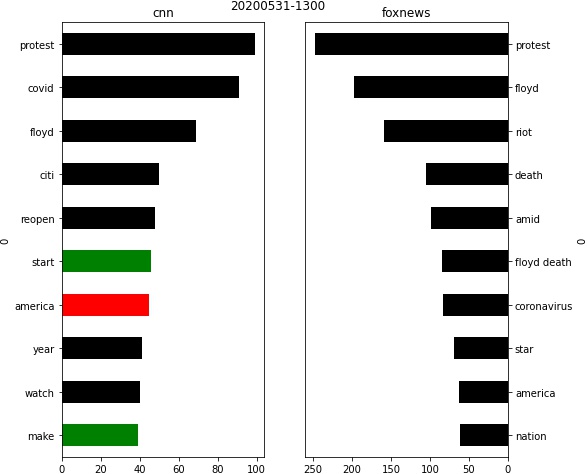 20200531-1300
cnn
foxnews
protest
covid
floyd
citi
reopen
start
america
year
watch
make
0
0 20 40 60 80 100
protest
floyd
riot
death
amid
floyd death
coronavirus
star
america
nation
0
250 200 150 100 50 0